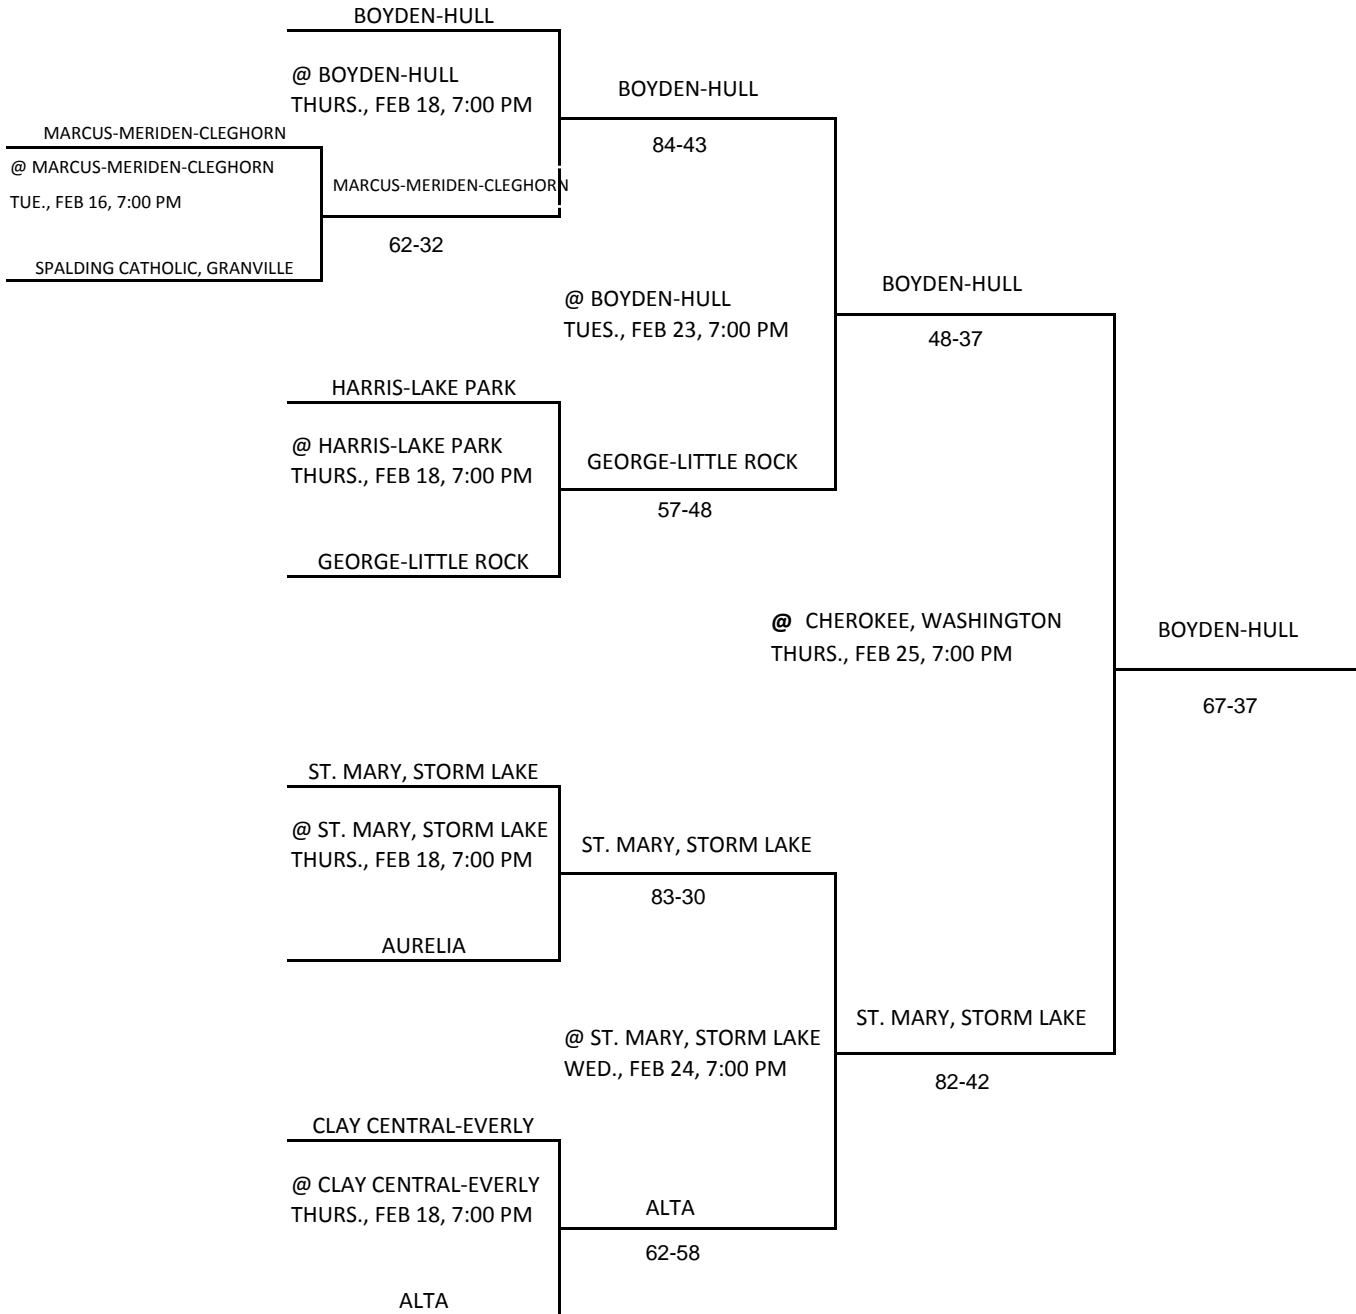 BOYDEN-HULL
@ BOYDEN-HULL
THURS., FEB 18, 7:00 PM
BOYDEN-HULL
84-43
MARCUS-MERIDEN-CLEGHORN
@ MARCUS-MERIDEN-CLEGHORN
TUE., FEB 16, 7:00 PM
MARCUS-MERIDEN-CLEGHORN
62-32
SPALDING CATHOLIC, GRANVILLE
@ BOYDEN-HULL
TUES., FEB 23, 7:00 PM
BOYDEN-HULL
48-37
HARRIS-LAKE PARK
@ HARRIS-LAKE PARK
THURS., FEB 18, 7:00 PM
GEORGE-LITTLE ROCK
57-48
GEORGE-LITTLE ROCK
@ CHEROKEE, WASHINGTON
THURS., FEB 25, 7:00 PM
BOYDEN-HULL
67-37
ST. MARY, STORM LAKE
@ ST. MARY, STORM LAKE
THURS., FEB 18, 7:00 PM
ST. MARY, STORM LAKE
83-30
AURELIA
@ ST. MARY, STORM LAKE
WED., FEB 24, 7:00 PM
ST. MARY, STORM LAKE
82-42
CLAY CENTRAL-EVERLY
@ CLAY CENTRAL-EVERLY
THURS., FEB 18, 7:00 PM
ALTA
62-58
ALTA